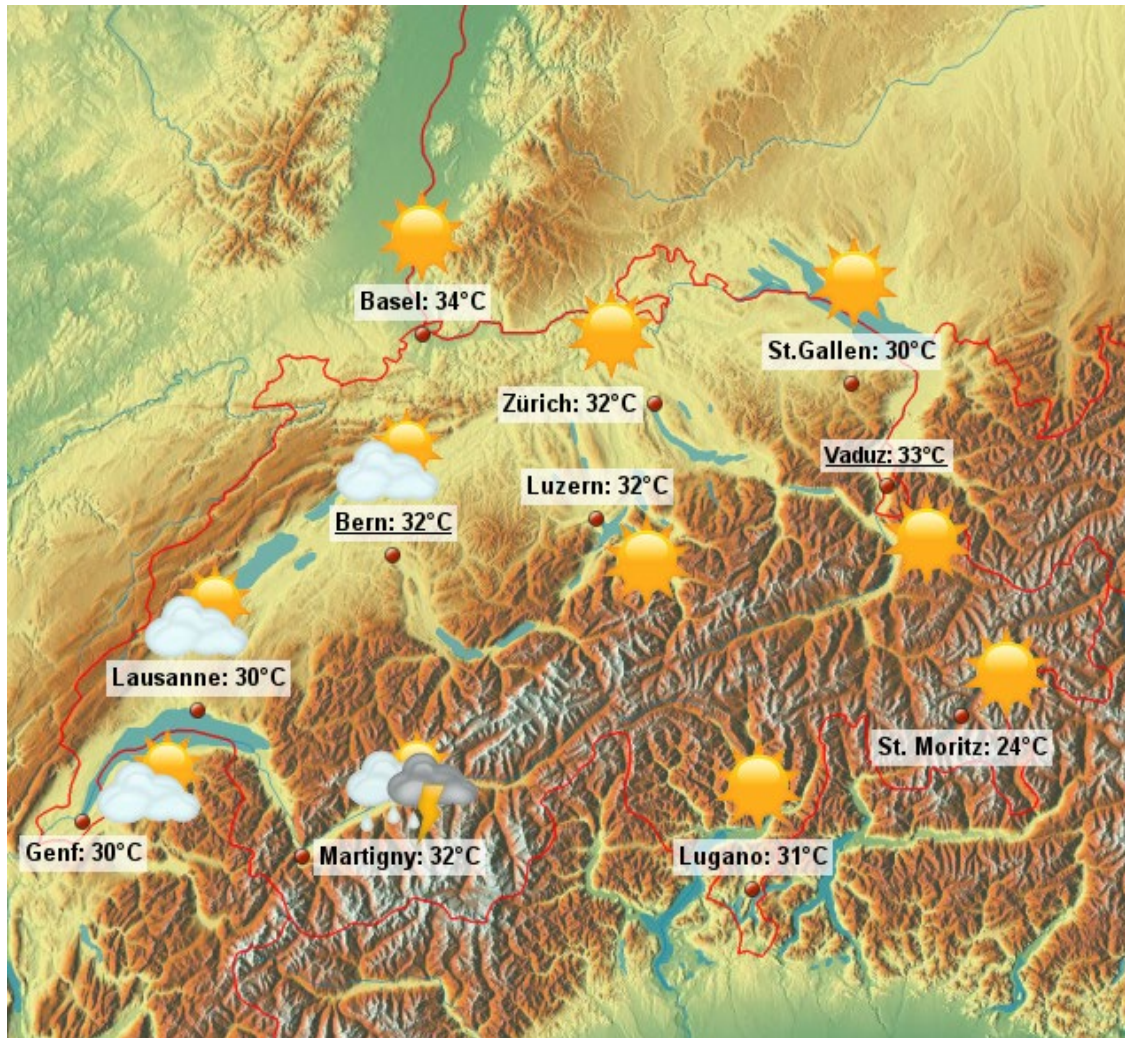 Basel: 34°C
St.Gallen: 30°C
Zürich: 32°C
Vaduz: 33°C
Luzern: 32°C
Bern: 32°C
Lausanne: 30°C
St. Moritz: 24°C
Genf: 30°C
Martigny: 32°C
Lugano: 31°C